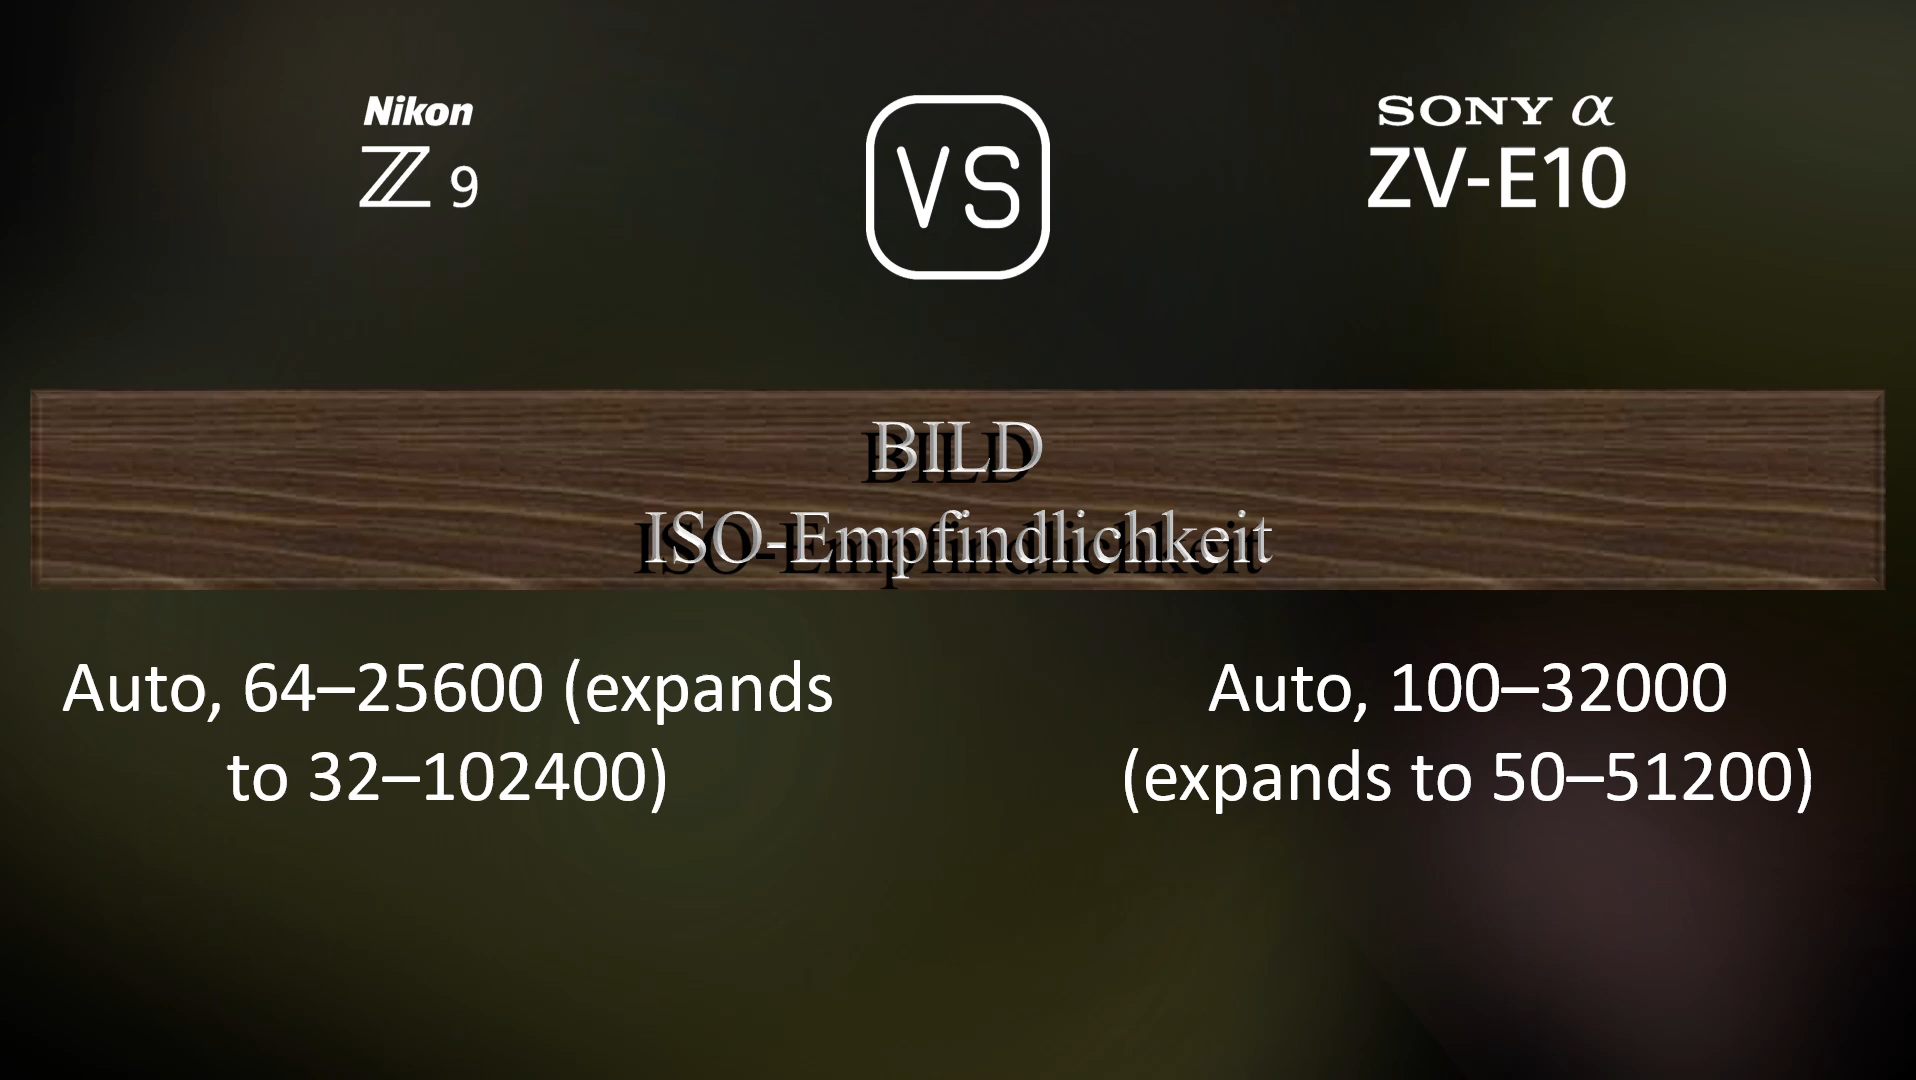 Nikon
Z 9
VS
SONY α
ZV-E10
BILD
ISO-Empfindlichkeit
Auto, 64–25600 (expands
to 32–102400)
Auto, 100–32000
(expands to 50–51200)